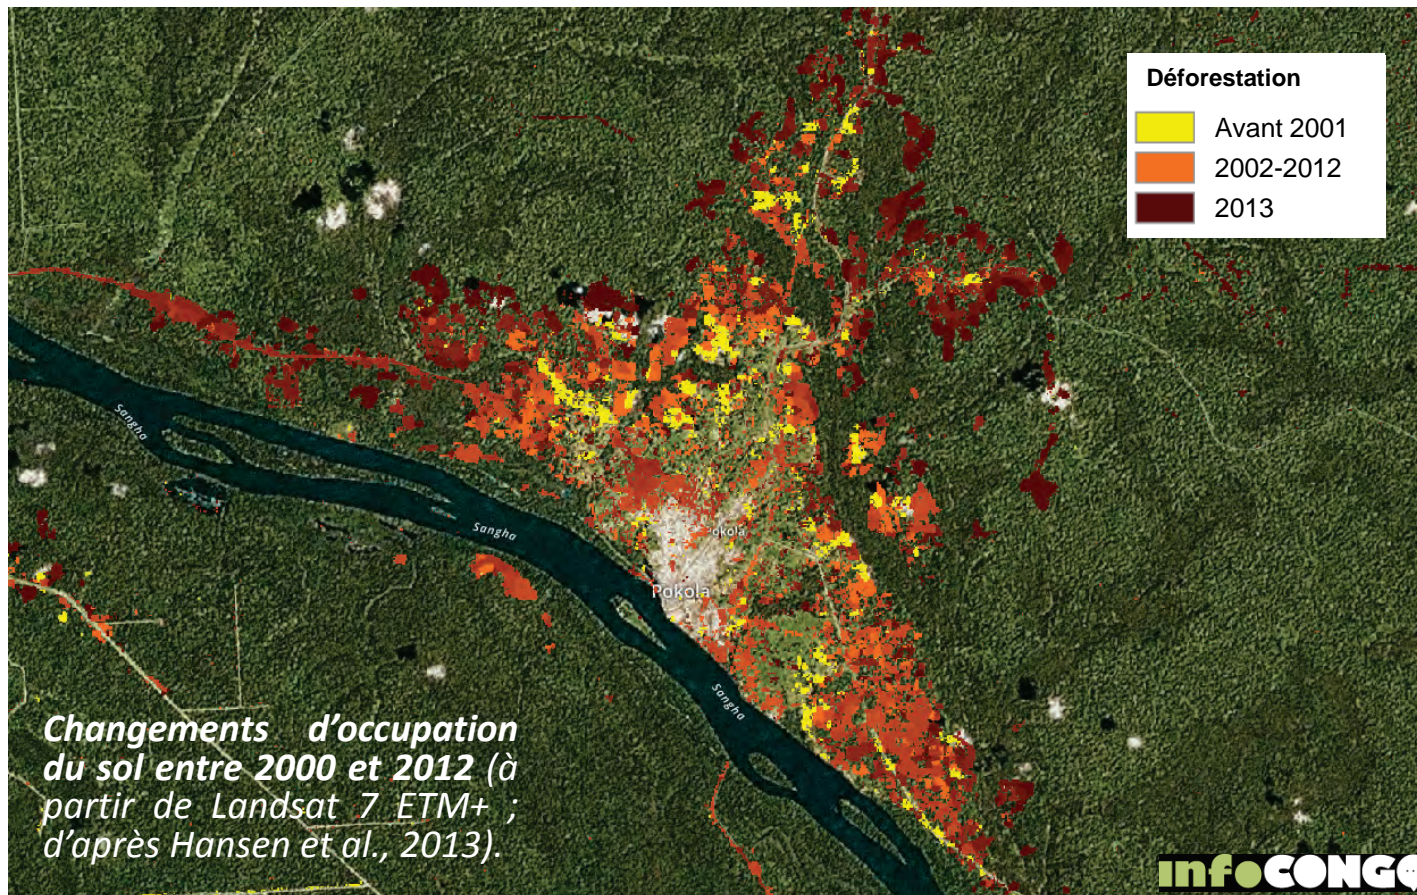 Déforestation
Avant 2001
2002-2012
2013
Sangha
Sangha
okola
Pokola
Sangha
Changements d'occupation
du sol entre 2000 et 2012 (à
partir de Landsat 7 ETM+ ;
d'après Hansen et al., 2013).
infoCONGO